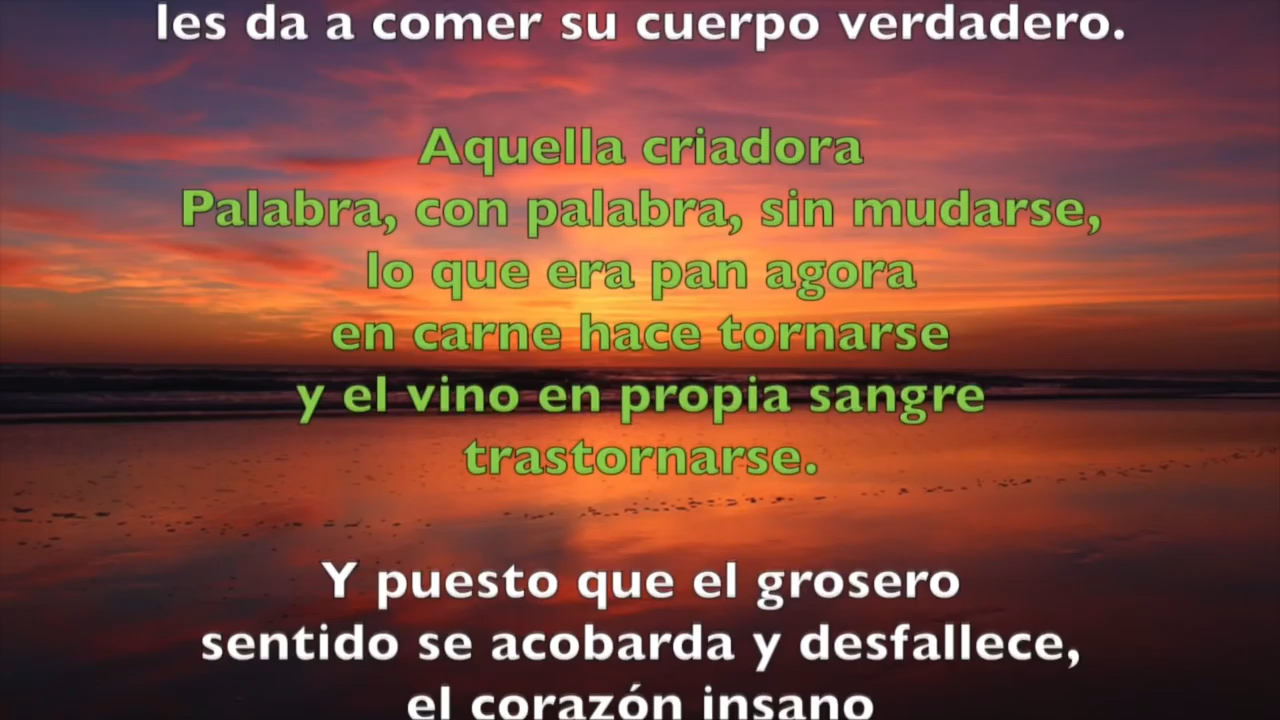 les da a comer su cuerpo verdadero.
Aquella criadora
Palabra, con palabra, sin mudarse,
lo que era pan agora
en carne hace tornarse
y el vino en propia sangre
trastornarse.
Y puesto que el grosero
sentido se acobarda y desfallece,
el corazón insano